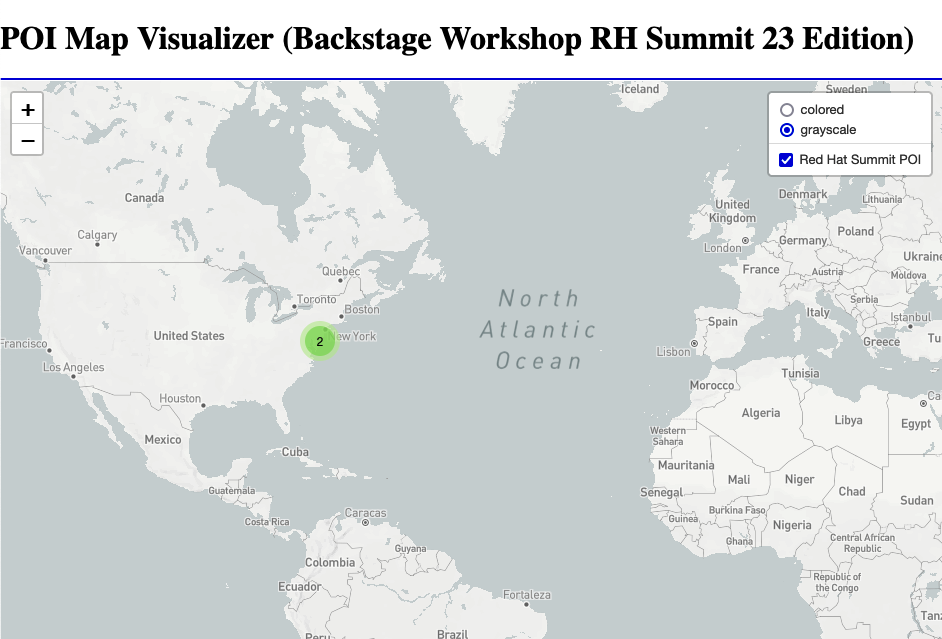 POI Map Visualizer (Backstage Workshop RH Summit 23 Edition)
+
−
colored
grayscale
Red Hat Summit POI
Iceland
Sweden
Canada
Denmark
Lithuania
United
Kingdom
Calgary
Poland
Vancouver
London
Germany
Ukraine
France
Austria
Moldova
Quebec
North
Toronto
Serbia
Boston
Italy
Istanbul
Spain
Atlantic
United States
2
ew York
rancisco
Greece
Tu
Lisbon
Ocean
Los Angeles
Tunisia
Morocco
Houston
Ca
Algeria
Libya
Egypt
Western
Sahara
Mexico
Cuba
Mauritania
Mali
Niger
Guatemala
Senegal
Chad
Sudan
Caracas
Burkina Faso
Costa Rica
Guinea
Nigeria
Ghana
Central African
Republic
Guyana
Colombia
Republic of
the Congo
Ecuador
Fortaleza
Tanz
Peru
Brazil